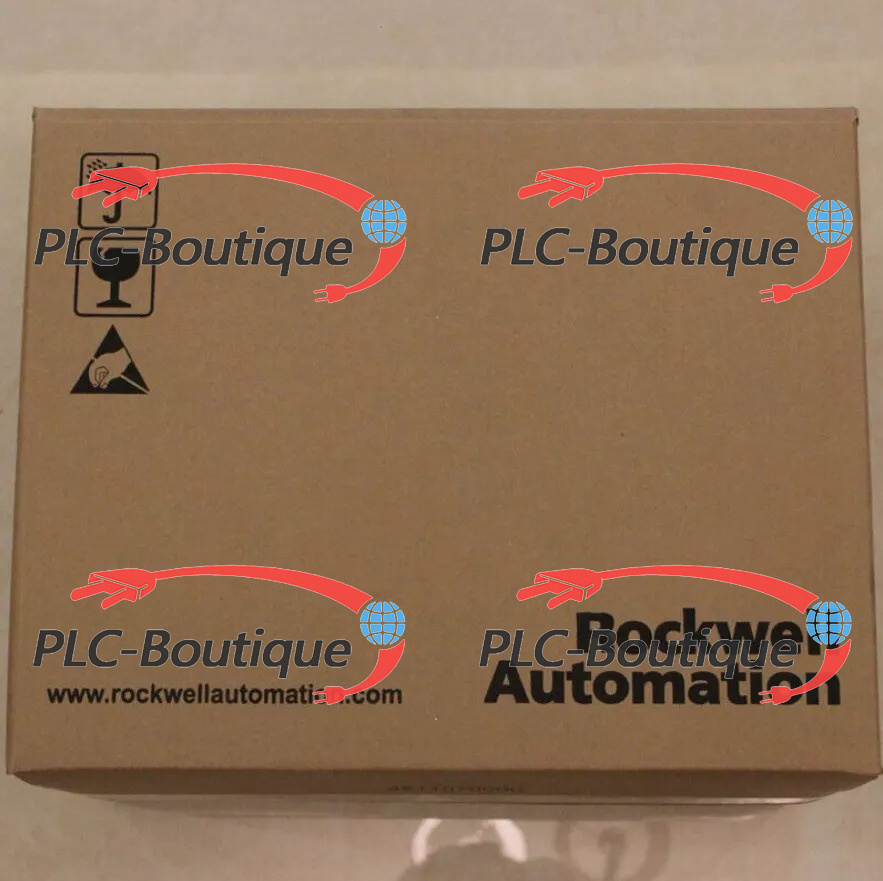 PLC-Boutique PLC-Boutique
PLC-Boutique PLC-Boutique
Rockwell
www.rockwellautomation.com Automation